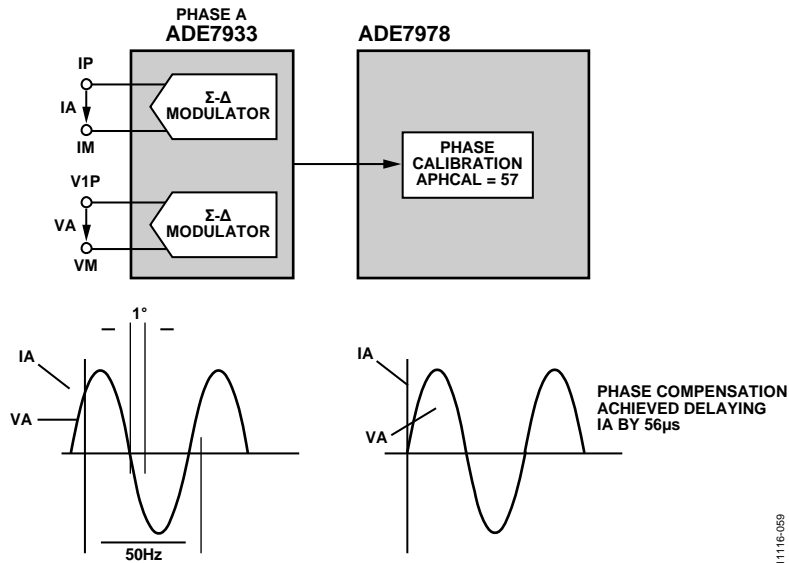 PHASE A
ADE7933
ADE7978
IP
IA
IM
Σ-Δ
MODULATOR
PHASE
CALIBRATION
APHCAL = 57
V1P
VA
VM
Σ-Δ
MODULATOR
1°
IA
VA
50Hz
IA
VA
PHASE COMPENSATION
ACHIEVED DELAYING
IA BY 56µs
11116-059